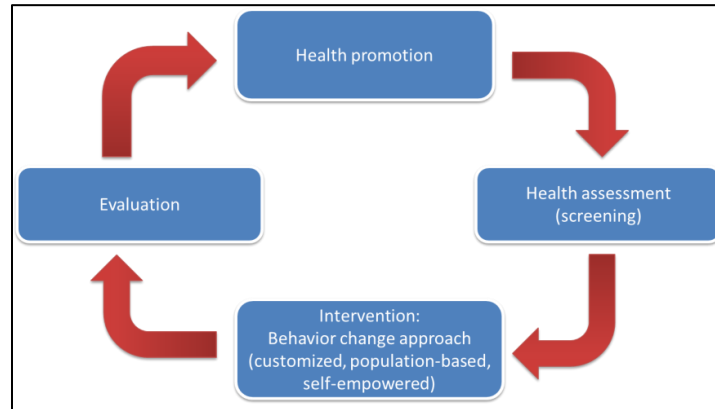 Health promotion
Health assessment
(screening)
Intervention:
Behavior change approach
(customized, population-based,
self-empowered)
Evaluation